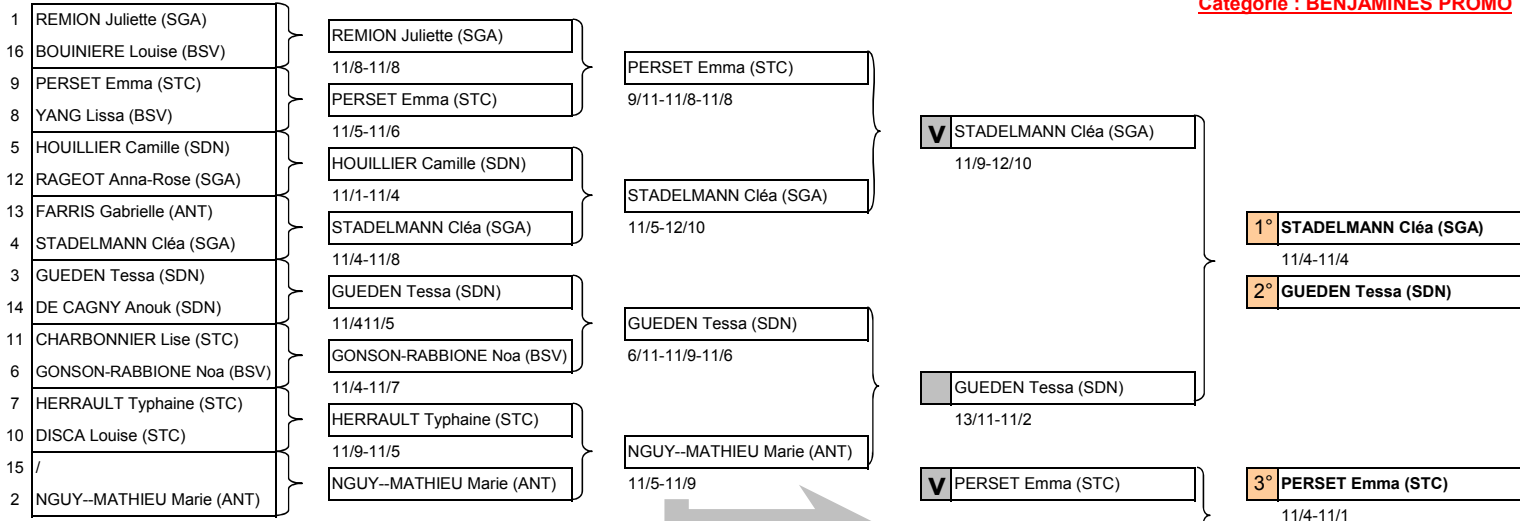 Catégorie : BENJAMINES PROMO
1 REMION Juliette (SGA)
16 BOUINIERE Louise (BSV)
9 PERSET Emma (STC)
8 YANG Lissa (BSV)
5 HOUILLIER Camille (SDN)
12 RAGEOT Anna-Rose (SGA)
13 FARRIS Gabrielle (ANT)
4 STADELMANN Cléa (SGA)
3 GUEDEN Tessa (SDN)
14 DE CAGNY Anouk (SDN)
11 CHARBONNIER Lise (STC)
6 GONSON-RABBIONE Noa (BSV)
7 HERRAULT Typhaine (STC)
10 DISCA Louise (STC)
15 /
2 NGUY--MATHIEU Marie (ANT)
REMION Juliette (SGA)
11/8-11/8
PERSET Emma (STC)
11/5-11/6
HOUILLIER Camille (SDN)
11/1-11/4
STADELMANN Cléa (SGA)
11/4-11/8
GUEDEN Tessa (SDN)
11/411/5
GONSON-RABBIONE Noa (BSV)
11/4-11/7
HERRAULT Typhaine (STC)
11/9-11/5
NGUY--MATHIEU Marie (ANT)
PERSET Emma (STC)
9/11-11/8-11/8
STADELMANN Cléa (SGA)
11/5-12/10
GUEDEN Tessa (SDN)
6/11-11/9-11/6
NGUY--MATHIEU Marie (ANT)
11/5-11/9
V STADELMANN Cléa (SGA)
11/9-12/10
GUEDEN Tessa (SDN)
13/11-11/2
V PERSET Emma (STC)
1° STADELMANN Cléa (SGA)
11/4-11/4
2° GUEDEN Tessa (SDN)
3° PERSET Emma (STC)
11/4-11/1